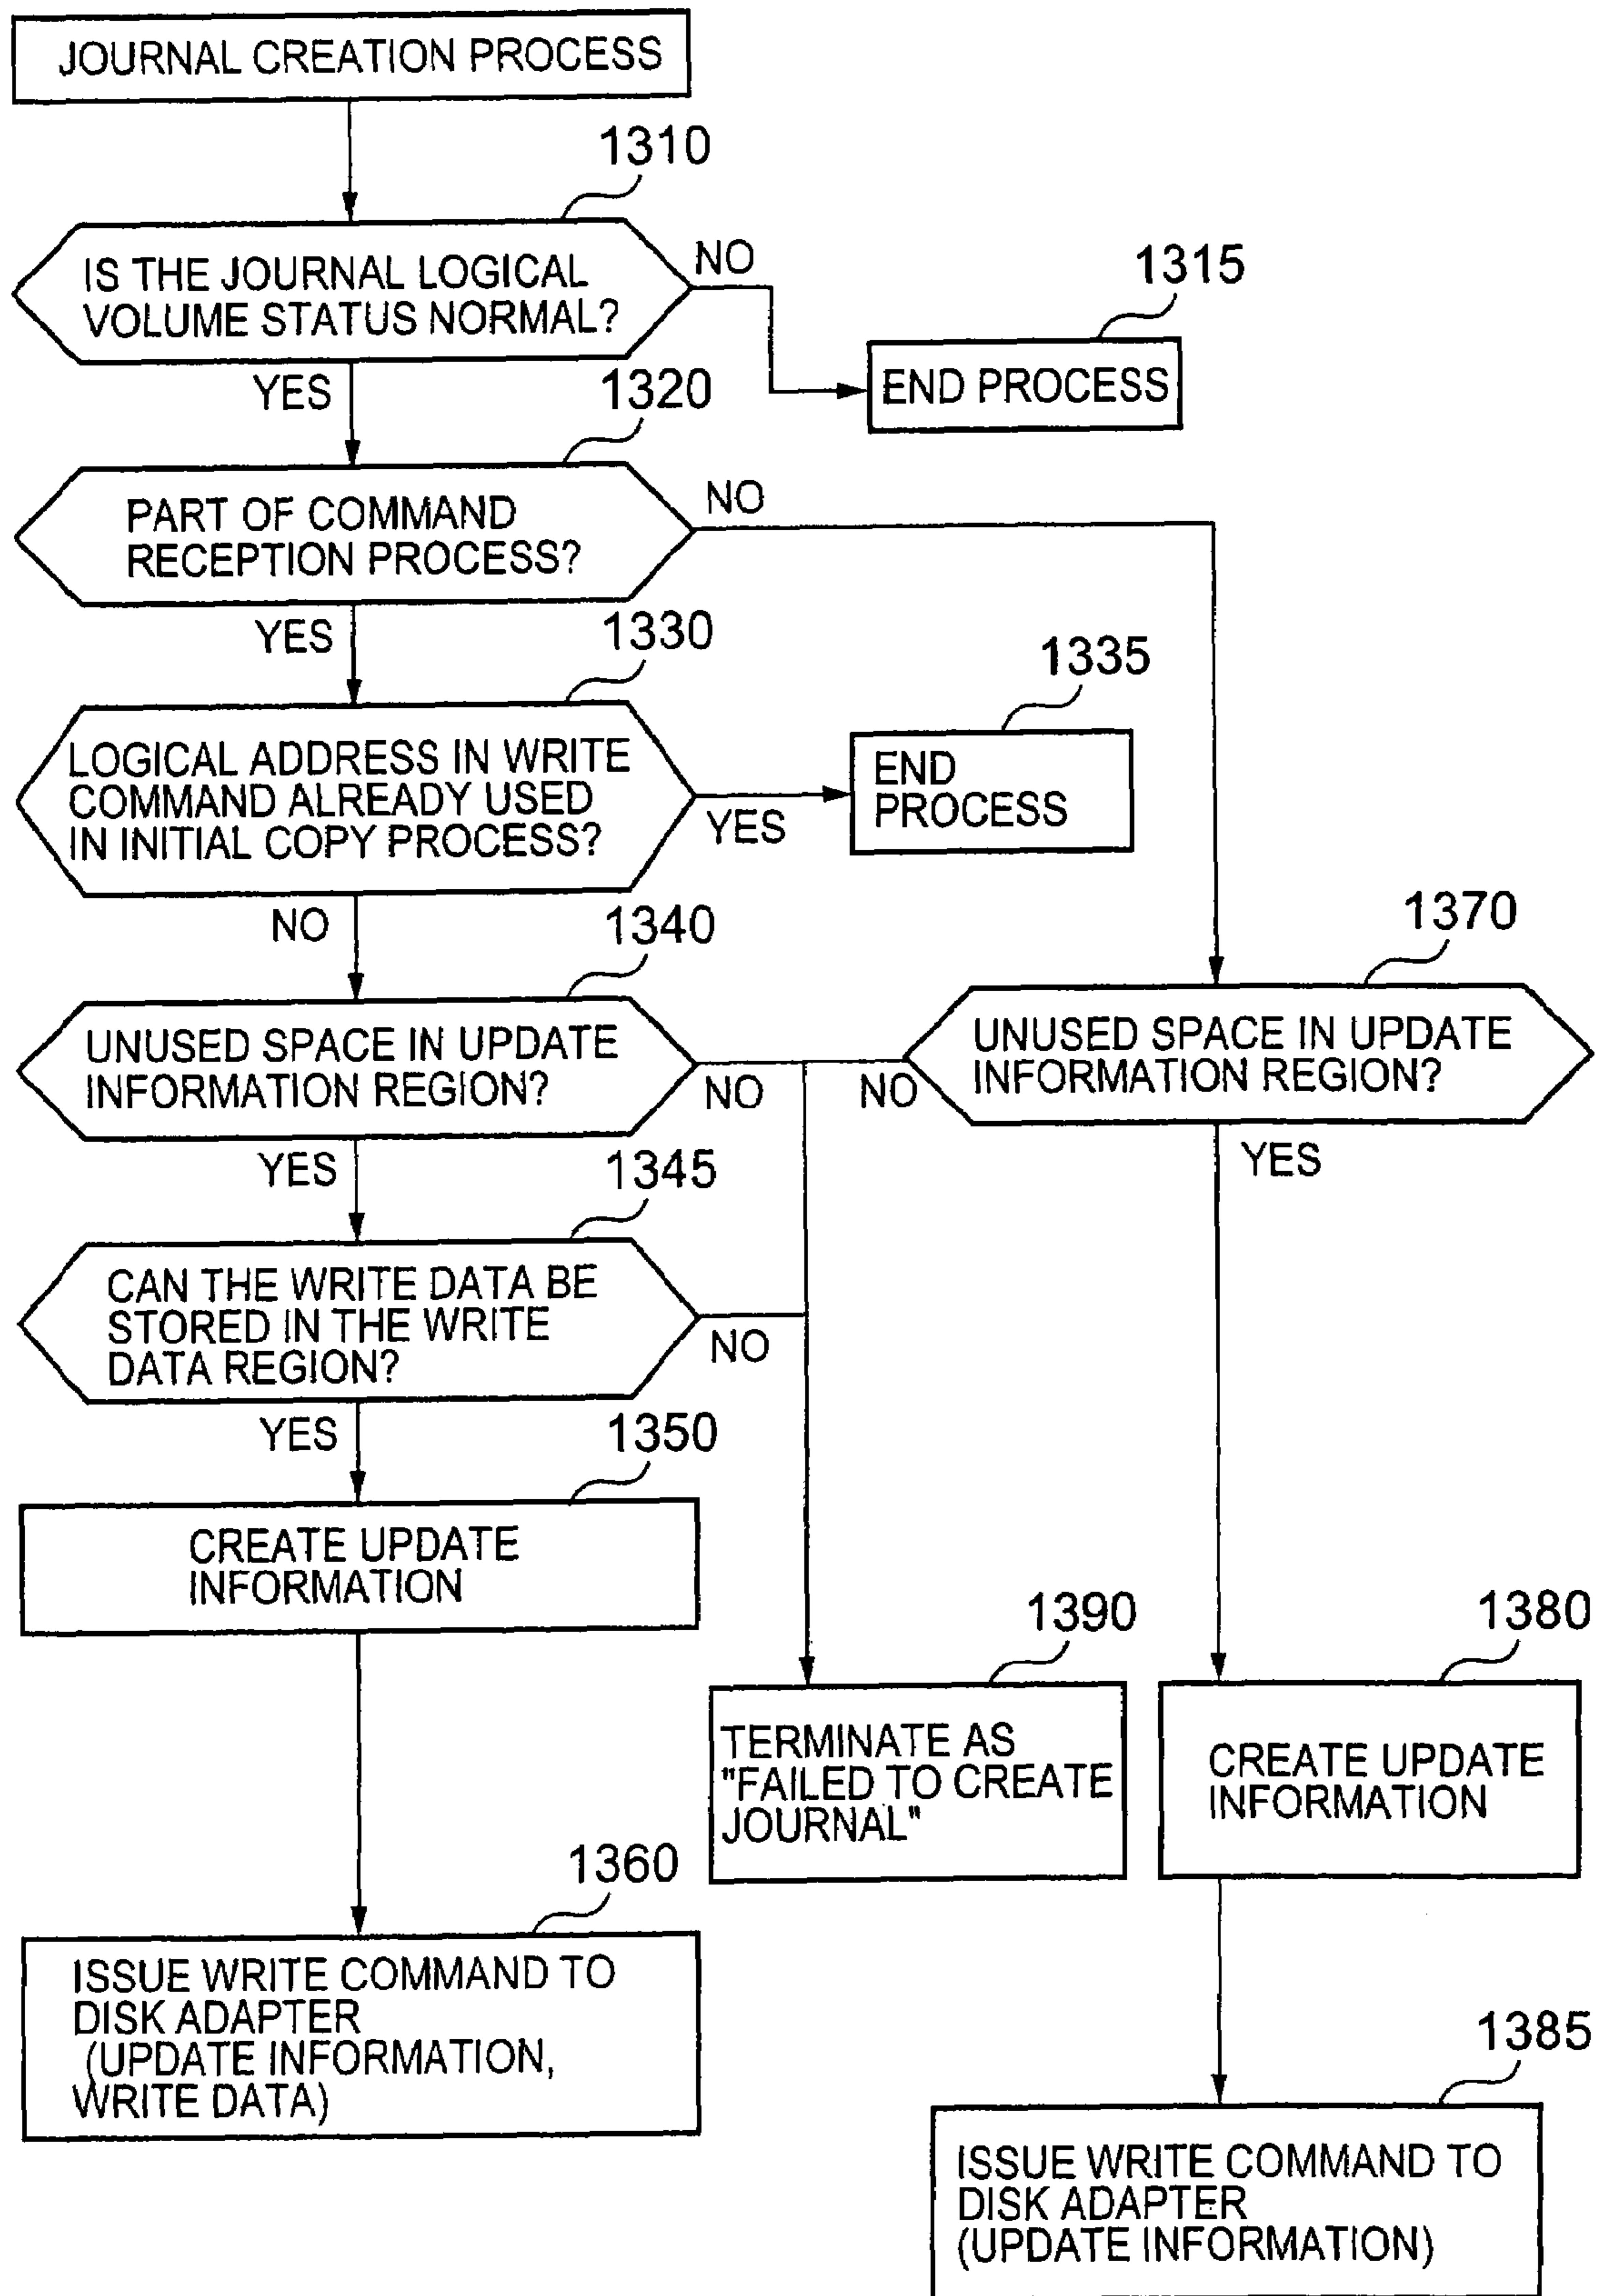 JOURNAL CREATION PROCESS
1310
IS THE JOURNAL LOGICAL
VOLUME STATUS NORMAL?
NO
1315
END PROCESS
YES
1320
PART OF COMMAND
RECEPTION PROCESS?
NO
YES
1330
LOGICAL ADDRESS IN WRITE
COMMAND ALREADY USED
IN INITIAL COPY PROCESS?
YES
1335
END
PROCESS
NO
1340
UNUSED SPACE IN UPDATE
INFORMATION REGION?
NO
1370
UNUSED SPACE IN UPDATE
INFORMATION REGION?
NO
YES
YES
1345
CAN THE WRITE DATA BE
STORED IN THE WRITE
DATA REGION?
NO
YES
1350
CREATE UPDATE
INFORMATION
1390
TERMINATE AS
"FAILED TO CREATE
JOURNAL"
1380
CREATE UPDATE
INFORMATION
1360
ISSUE WRITE COMMAND TO
DISK ADAPTER
(UPDATE INFORMATION,
WRITE DATA)
1385
ISSUE WRITE COMMAND TO
DISK ADAPTER
(UPDATE INFORMATION)